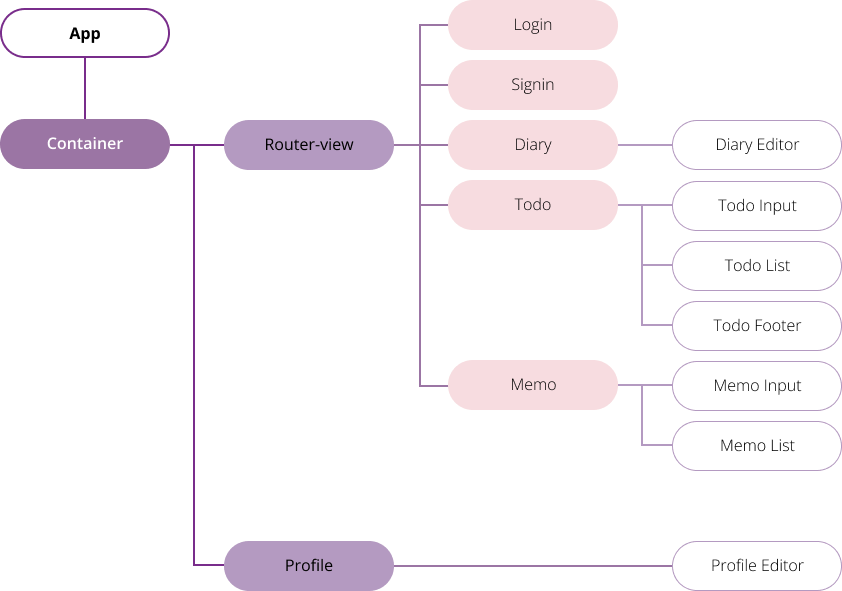 App
Container
Router-view
Login
Signin
Diary
Todo
Memo
Diary Editor
Todo Input
Todo List
Todo Footer
Memo Input
Memo List
Profile
Profile Editor